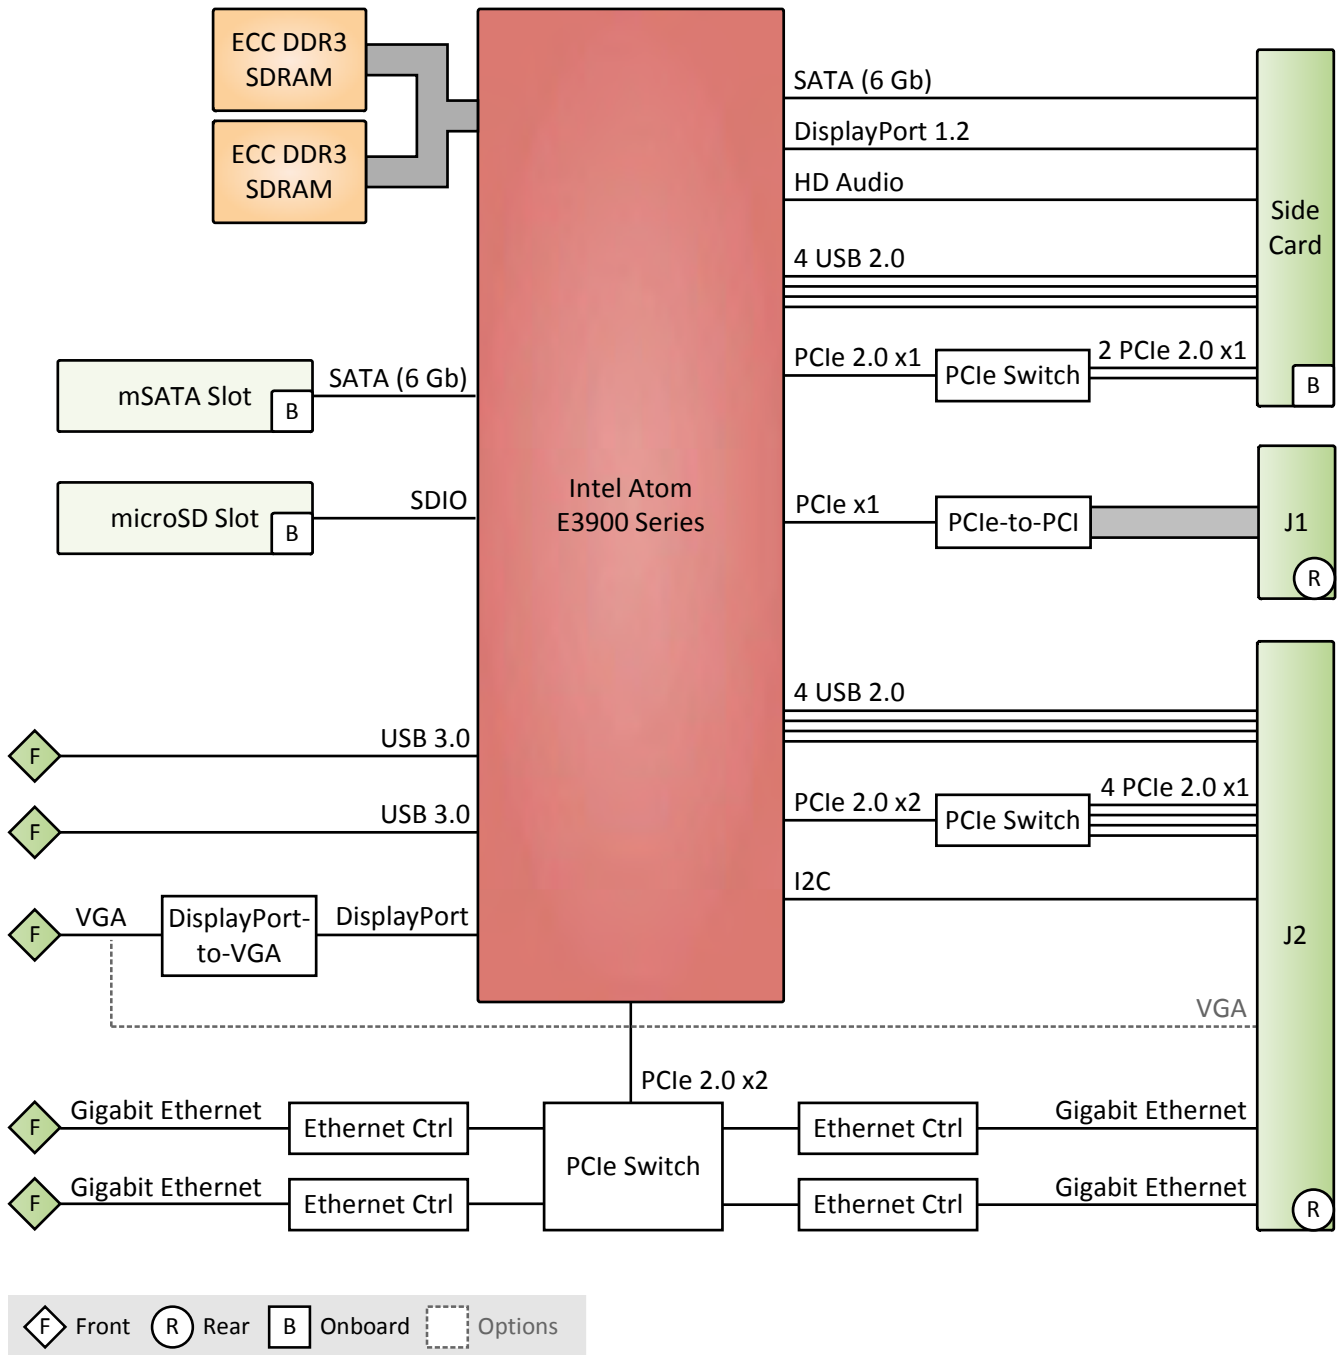 ECC DDR3
SDRAM
ECC DDR3
SDRAM
SATA (6 Gb)
DisplayPort 1.2
HD Audio
4 USB 2.0
Side
Card
B
PCIe 2.0 x1
PCIe Switch
2 PCIe 2.0 x1
mSATA Slot
B
SATA (6 Gb)
microSD Slot
B
SDIO
Intel Atom
E3900 Series
PCIe x1
PCIe-to-PCI
J1
R
4 USB 2.0
F
USB 3.0
F
USB 3.0
PCIe 2.0 x2
PCIe Switch
4 PCIe 2.0 x1
I2C
F
VGA
DisplayPort-
to-VGA
DisplayPort
J2
VGA
PCIe 2.0 x2
F
Gigabit Ethernet
Ethernet Ctrl
PCIe Switch
Ethernet Ctrl
Gigabit Ethernet
F
Gigabit Ethernet
Ethernet Ctrl
Ethernet Ctrl
Gigabit Ethernet
R
F Front
R Rear
B Onboard
Options